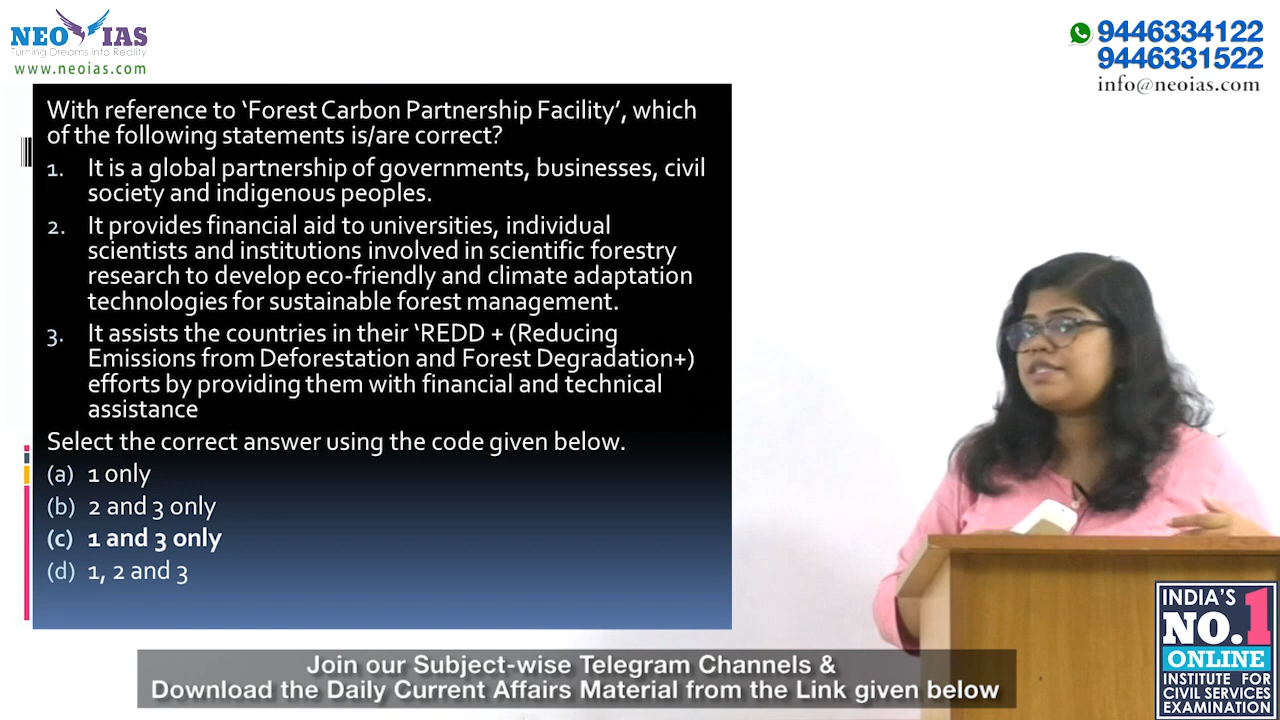 NEO IAS
Turning Dreams into Reality
www.neoias.com
9446334122
9446331522
info@neoias.com
With reference to ‘Forest Carbon Partnership Facility’, which
of the following statements is/are correct?
1. It is a global partnership of governments, businesses, civil
society and indigenous peoples.
2. It provides financial aid to universities, individual
scientists and institutions involved in scientific forestry
research to develop eco-friendly and climate adaptation
technologies for sustainable forest management.
3. It assists the countries in their ‘REDD + (Reducing
Emissions from Deforestation and Forest Degradation+)
efforts by providing them with financial and technical
assistance
Select the correct answer using the code given below.
(a) 1 only
(b) 2 and 3 only
(c) 1 and 3 only
(d) 1, 2 and 3
INDIA'S
NO.1
ONLINE
INSTITUTE FOR
CIVIL SERVICES
EXAMINATION
Join our Subject-wise Telegram Channels &
Download the Daily Current Affairs Material from the Link given below